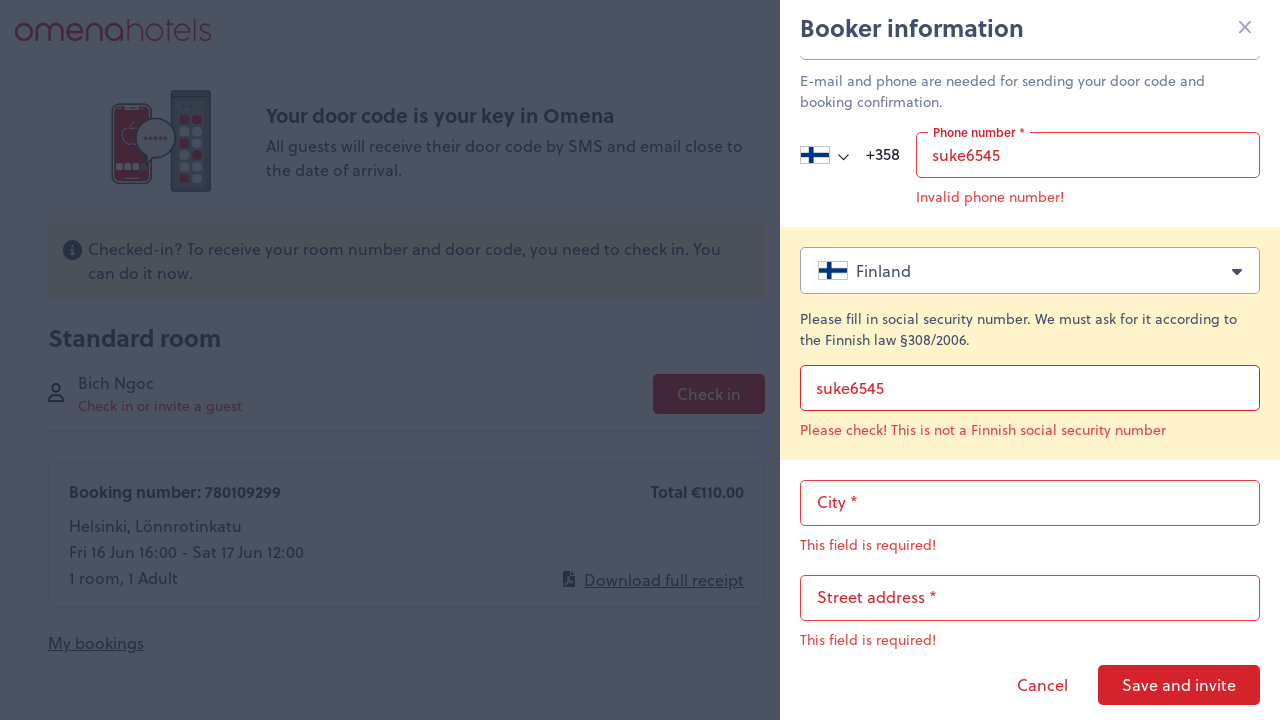 omenahotels
Your door code is your key in Omena
All guests will receive their door code by SMS and email close to
the date of arrival.
Checked-in? To receive your room number and door code, you need to check in. You
can do it now.
Standard room
Bich Ngoc
Check in or invite a guest
Check in
Booking number: 780109299
Total €110.00
Helsinki, Lönnrotinkatu
Fri 16 Jun 16:00 - Sat 17 Jun 12:00
1 room, 1 Adult
Download full receipt
My bookings
Booker information
E-mail and phone are needed for sending your door code and
booking confirmation.
Phone number *
+358
suke6545
Invalid phone number!
Finland
Please fill in social security number. We must ask for it according to
the Finnish law §308/2006.
suke6545
Please check! This is not a Finnish social security number
City *
This field is required!
Street address *
This field is required!
Cancel
Save and invite